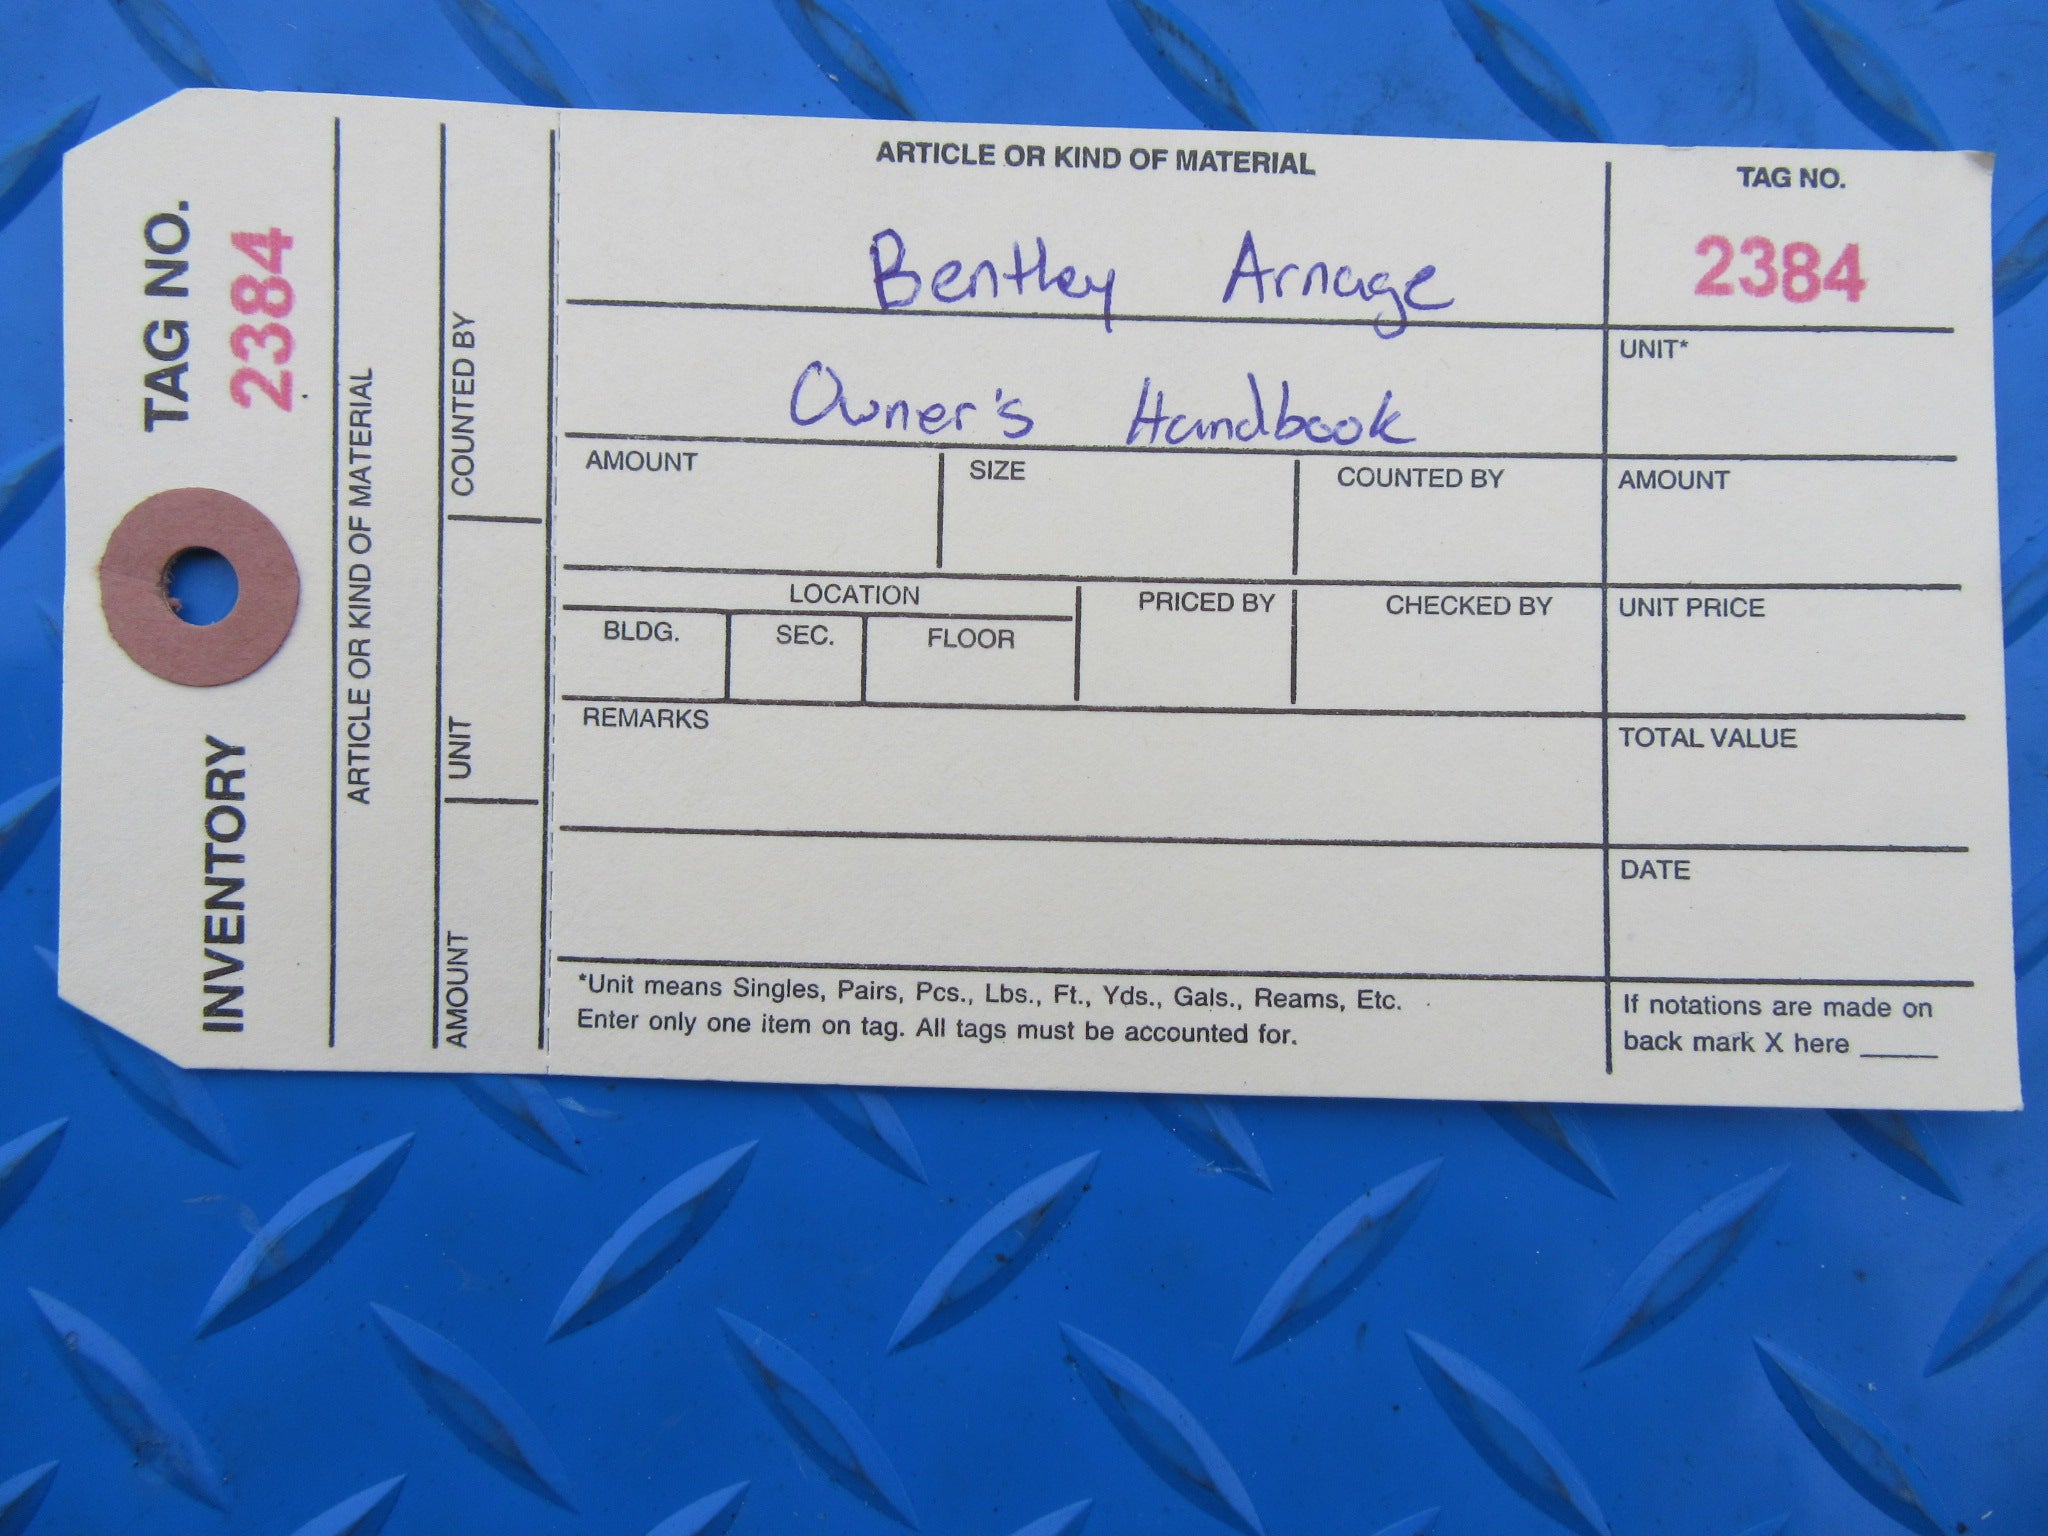 TAG NO.
2384
INVENTORY
ARTICLE OR KIND OF MATERIAL
COUNTED BY
UNIT
AMOUNT
ARTICLE OR KIND OF MATERIAL
Bentley Arnage
Owner's Handbook
TAG NO.
2384
UNIT*
AMOUNT
SIZE
COUNTED BY
AMOUNT
LOCATION
BLDG.
SEC.
FLOOR
PRICED BY
CHECKED BY
UNIT PRICE
REMARKS
TOTAL VALUE
DATE
*Unit means Singles, Pairs, Pcs., Lbs., Ft., Yds., Gals., Reams, Etc.
Enter only one item on tag. All tags must be accounted for.
If notations are made on
back mark X here _____